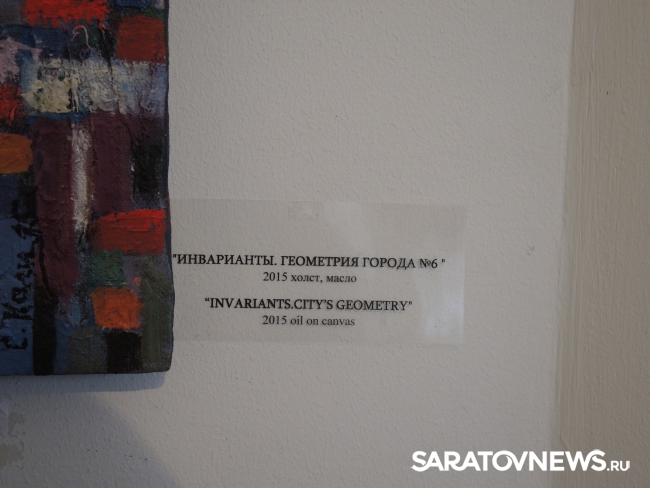 "ИНВАРИАНТЫ. ГЕОМЕТРИЯ ГОРОДА №6 "
2015 холст, масло
"INVARIANTS.CITY'S GEOMETRY"
2015 oil on canvas
SARATOVNEWS.RU